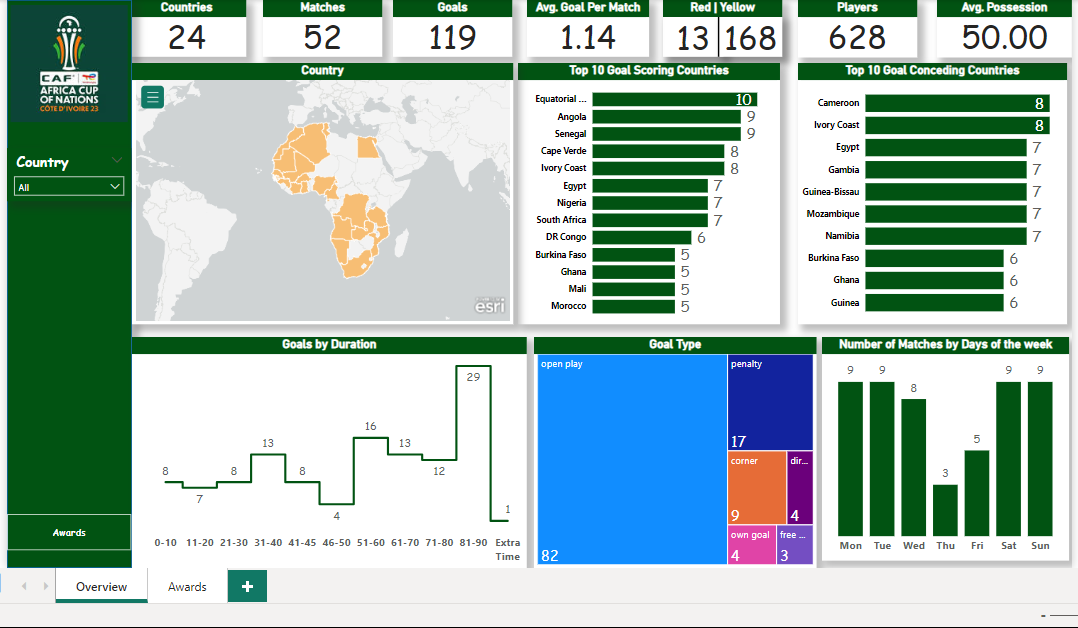 Countries
24
Matches
52
Goals
119
Avg. Goal Per Match
1.14
Red | Yellow
13 168
Players
628
Avg. Possession
50.00
CAF
AFRICA CUP
OF NATIONS
CÔTE D'IVOIRE 23
Country
All
Awards
Country
esri
Top 10 Goal Scoring Countries
Equatorial ... 10
Angola 9
Senegal 9
Cape Verde 8
Ivory Coast 8
Egypt 7
Nigeria 7
South Africa 7
DR Congo 6
Burkina Faso 5
Ghana 5
Mali 5
Morocco 5
Top 10 Goal Conceding Countries
Cameroon 8
Ivory Coast 8
Egypt 7
Gambia 7
Guinea-Bissau 7
Mozambique 7
Namibia 7
Burkina Faso 6
Ghana 6
Guinea 6
Goals by Duration
8 7 8 13 8 4 16 13 12 29 1
0-10 11-20 21-30 31-40 41-45 46-50 51-60 61-70 71-80 81-90 Extra
Time
Goal Type
open play
82
penalty
17
corner
9
dir...
4
own goal
4
free ...
3
Number of Matches by Days of the week
9 9 8 3 5 9 9
Mon Tue Wed Thu Fri Sat Sun
Overview
Awards
+